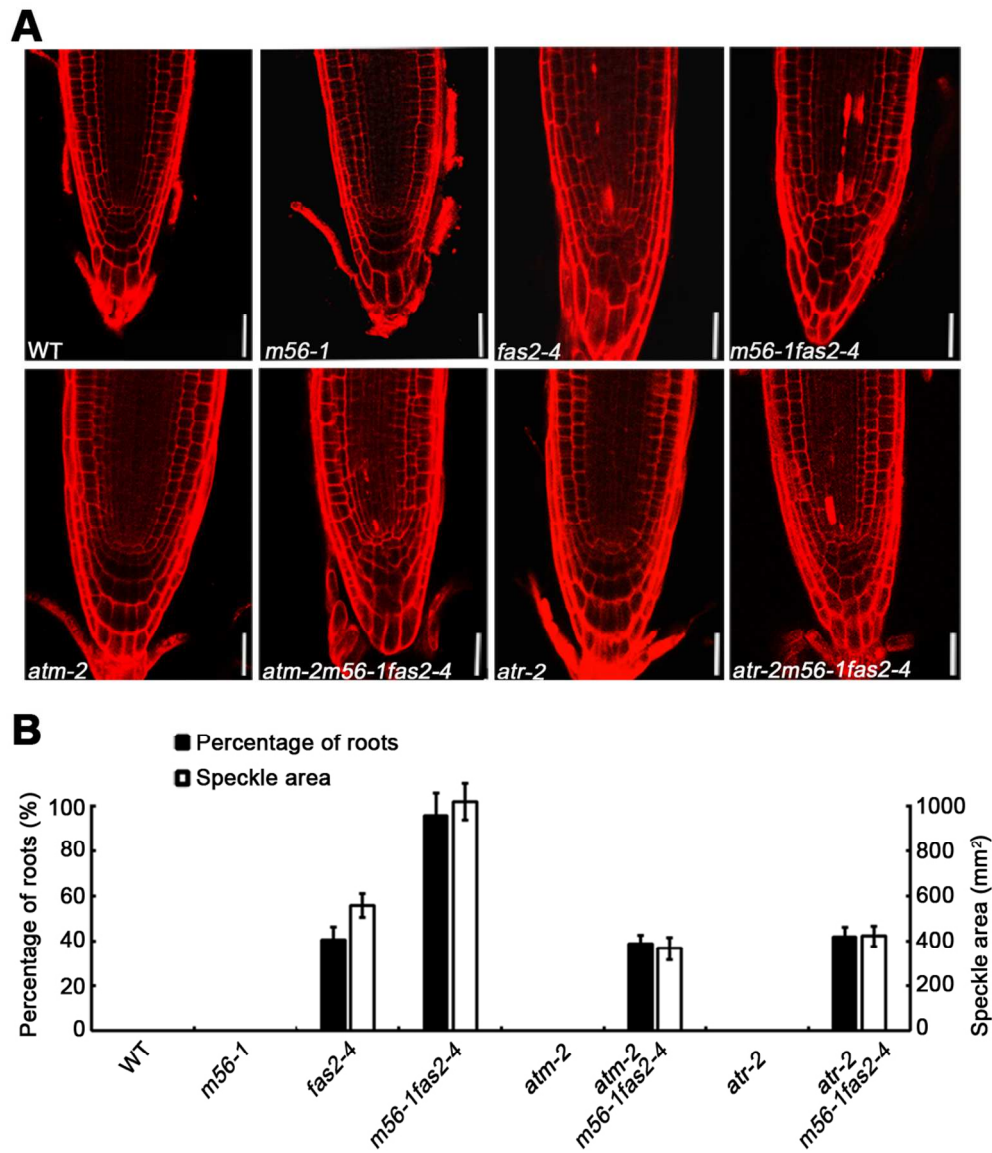 A
WT
m56-1
fas2-4
m56-1fas2-4
atm-2
atm-2m56-1fas2-4
atr-2
atr-2m56-1fas2-4
B
Percentage of roots
Speckle area
Percentage of roots (%)
100
80
60
40
20
0
1000
800
600
400
200
0
Speckle area (mm²)
WT
m56-1
fas2-4
m56-1fas2-4
atm-2
atm-2
m56-1fas2-4
atr-2
atr-2
m56-1fas2-4